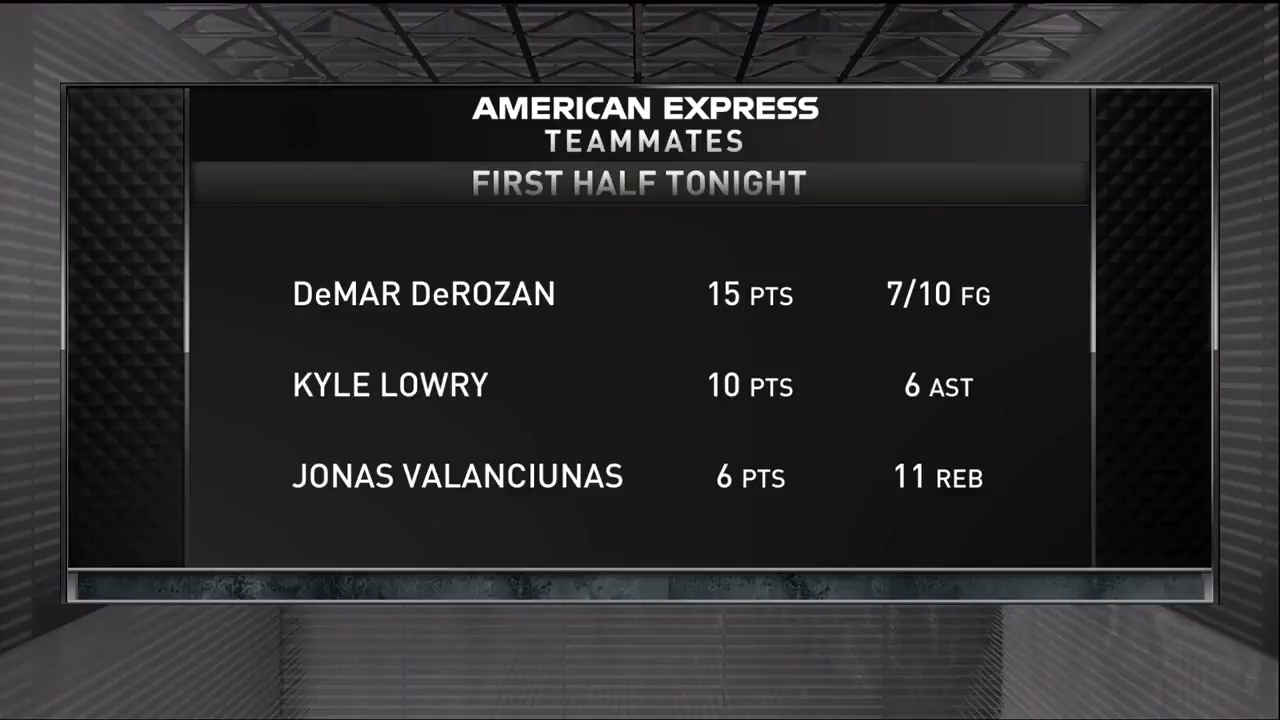 AMERICAN EXPRESS
TEAMMATES
FIRST HALF TONIGHT
DeMAR DeROZAN 15 PTS 7/10 FG
KYLE LOWRY 10 PTS 6 AST
JONAS VALANCIUNAS 6 PTS 11 REB